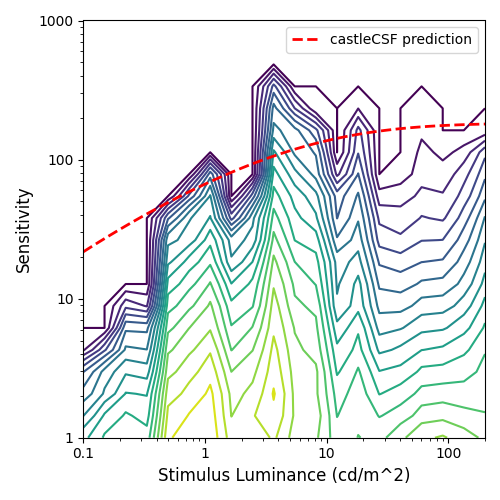 1000
castleCSF prediction
100
Sensitivity
10
1
0.1 1 10 100
Stimulus Luminance (cd/m^2)